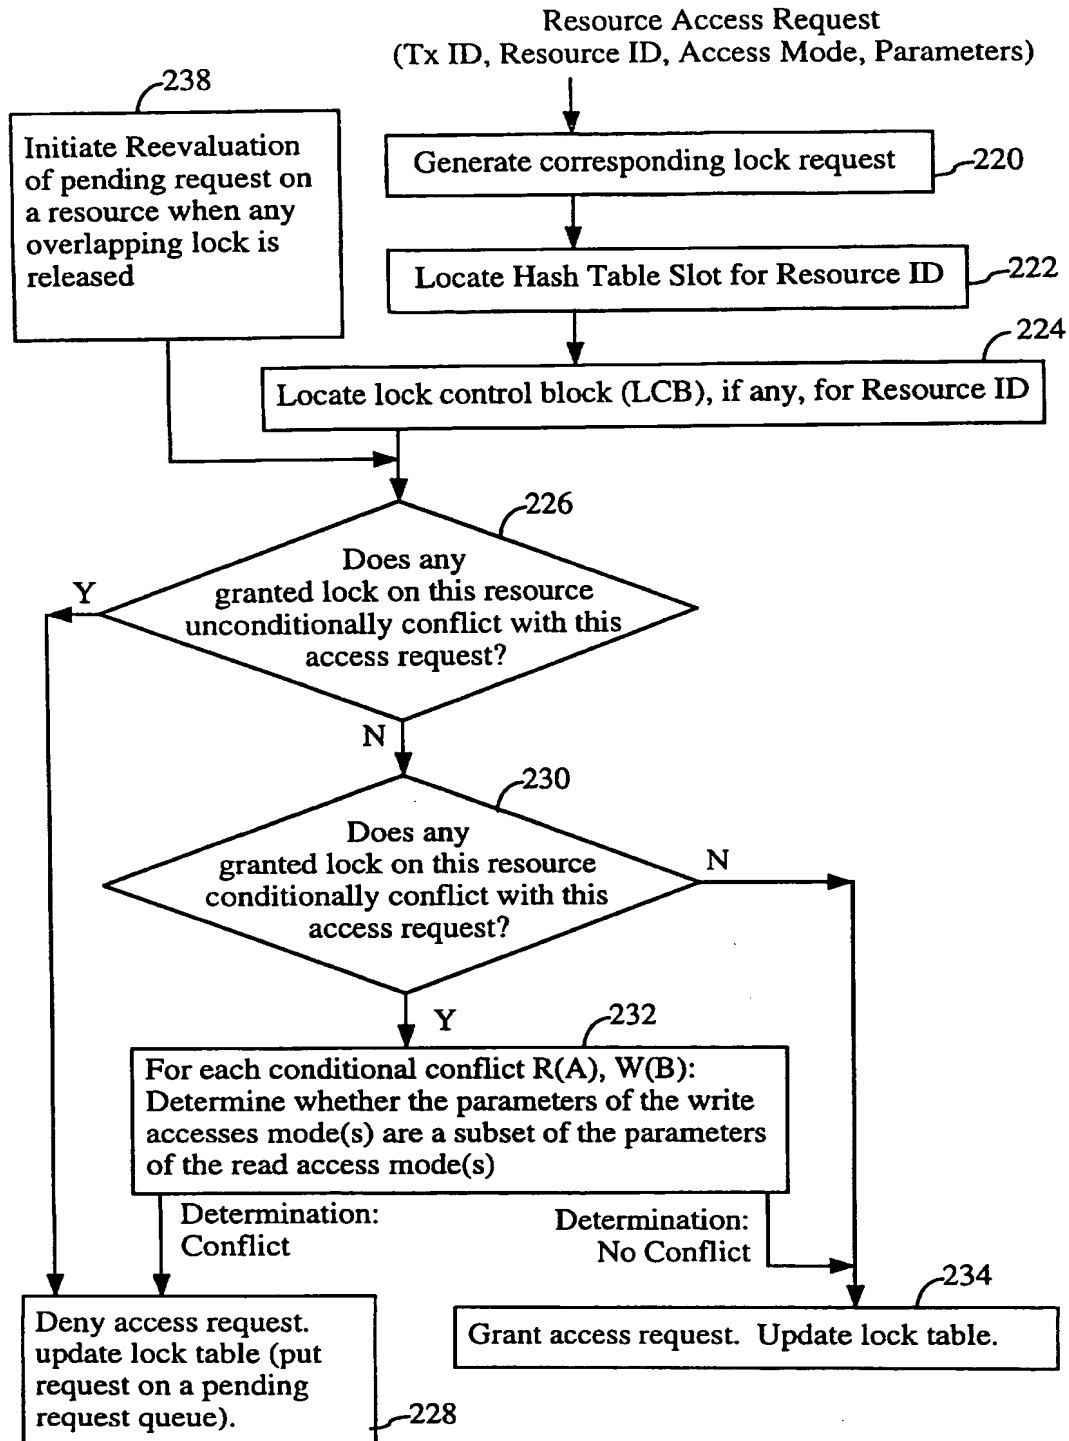 Resource Access Request
(Tx ID, Resource ID, Access Mode, Parameters)
238
Initiate Reevaluation
of pending request on
a resource when any
overlapping lock is
released
Generate corresponding lock request
220
Locate Hash Table Slot for Resource ID
222
224
Locate lock control block (LCB), if any, for Resource ID
226
Does any
granted lock on this resource
unconditionally conflict with this
access request?
Y
N
230
Does any
granted lock on this resource
conditionally conflict with this
access request?
N
Y
232
For each conditional conflict R(A), W(B):
Determine whether the parameters of the write
accesses mode(s) are a subset of the parameters
of the read access mode(s)
Determination:
Conflict
Determination:
No Conflict
234
Deny access request.
update lock table (put
request on a pending
request queue).
228
Grant access request. Update lock table.